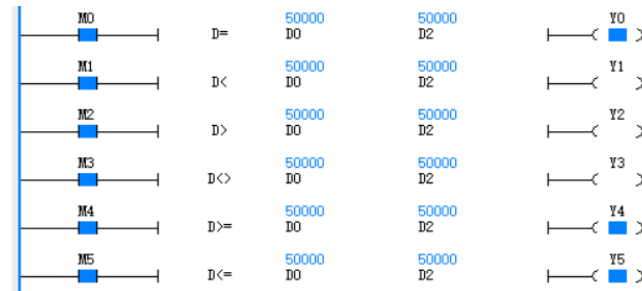 M0 50000 50000 Y0
D= D0 D2
M1 50000 50000 Y1
D< D0 D2
M2 50000 50000 Y2
D> D0 D2
M3 50000 50000 Y3
D<> D0 D2
M4 50000 50000 Y4
D>= D0 D2
M5 50000 50000 Y5
D<= D0 D2